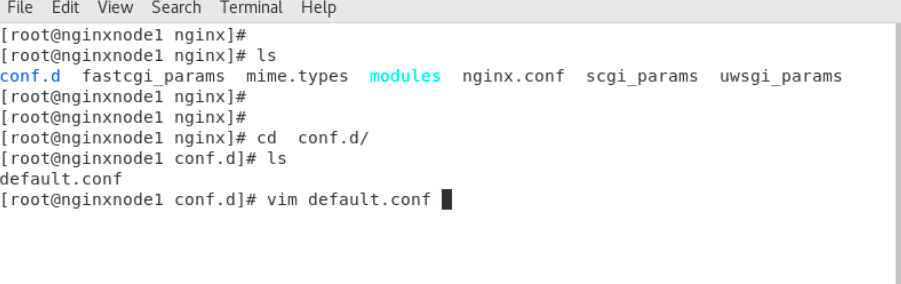 File Edit View Search Terminal Help
[root@nginxnode1 nginx]#
[root@nginxnode1 nginx]# ls
conf.d  fastcgi_params  mime.types  modules  nginx.conf  scgi_params  uwsgi_params
[root@nginxnode1 nginx]#
[root@nginxnode1 nginx]#
[root@nginxnode1 nginx]# cd  conf.d/
[root@nginxnode1 conf.d]# ls
default.conf
[root@nginxnode1 conf.d]# vim default.conf